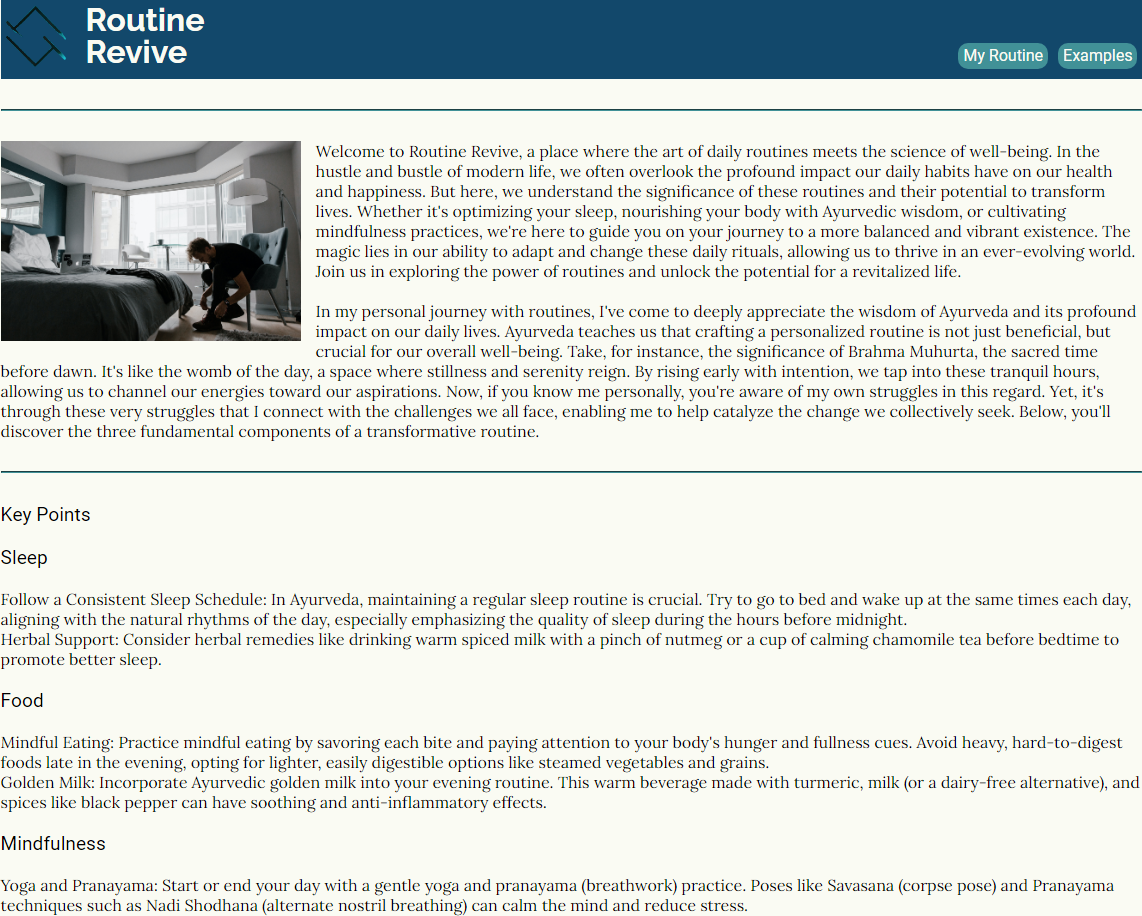 Routine
Revive
My Routine
Examples
Welcome to Routine Revive, a place where the art of daily routines meets the science of well-being. In the
hustle and bustle of modern life, we often overlook the profound impact our daily habits have on our health
and happiness. But here, we understand the significance of these routines and their potential to transform
lives. Whether it's optimizing your sleep, nourishing your body with Ayurvedic wisdom, or cultivating
mindfulness practices, we're here to guide you on your journey to a more balanced and vibrant existence. The
magic lies in our ability to adapt and change these daily rituals, allowing us to thrive in an ever-evolving world.
Join us in exploring the power of routines and unlock the potential for a revitalized life.
In my personal journey with routines, I've come to deeply appreciate the wisdom of Ayurveda and its profound
impact on our daily lives. Ayurveda teaches us that crafting a personalized routine is not just beneficial, but
crucial for our overall well-being. Take, for instance, the significance of Brahma Muhurta, the sacred time
before dawn. It's like the womb of the day, a space where stillness and serenity reign. By rising early with intention, we tap into these tranquil hours,
allowing us to channel our energies toward our aspirations. Now, if you know me personally, you're aware of my own struggles in this regard. Yet, it's
through these very struggles that I connect with the challenges we all face, enabling me to help catalyze the change we collectively seek. Below, you'll
discover the three fundamental components of a transformative routine.
Key Points
Sleep
Follow a Consistent Sleep Schedule: In Ayurveda, maintaining a regular sleep routine is crucial. Try to go to bed and wake up at the same times each day,
aligning with the natural rhythms of the day, especially emphasizing the quality of sleep during the hours before midnight.
Herbal Support: Consider herbal remedies like drinking warm spiced milk with a pinch of nutmeg or a cup of calming chamomile tea before bedtime to
promote better sleep.
Food
Mindful Eating: Practice mindful eating by savoring each bite and paying attention to your body's hunger and fullness cues. Avoid heavy, hard-to-digest
foods late in the evening, opting for lighter, easily digestible options like steamed vegetables and grains.
Golden Milk: Incorporate Ayurvedic golden milk into your evening routine. This warm beverage made with turmeric, milk (or a dairy-free alternative), and
spices like black pepper can have soothing and anti-inflammatory effects.
Mindfulness
Yoga and Pranayama: Start or end your day with a gentle yoga and pranayama (breathwork) practice. Poses like Savasana (corpse pose) and Pranayama
techniques such as Nadi Shodhana (alternate nostril breathing) can calm the mind and reduce stress.